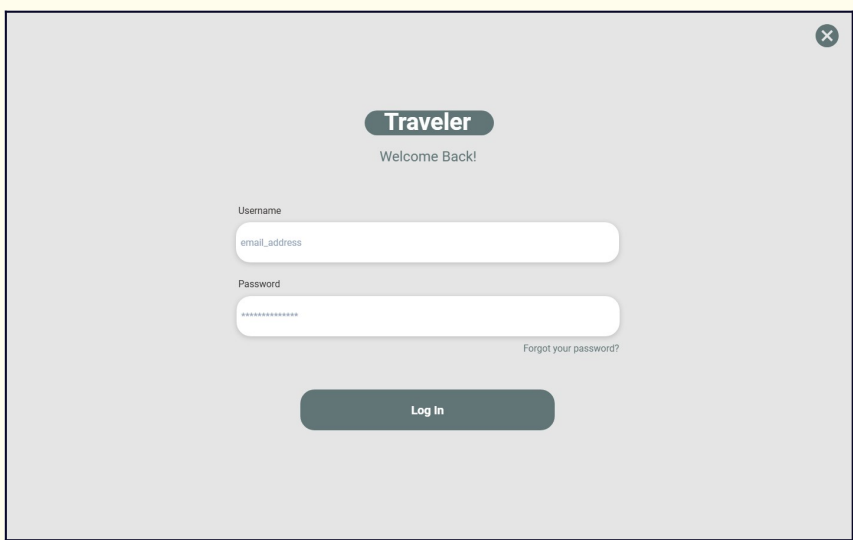 Traveler
Welcome Back!
Username
email_address
Password
**************
Forgot your password?
Log In